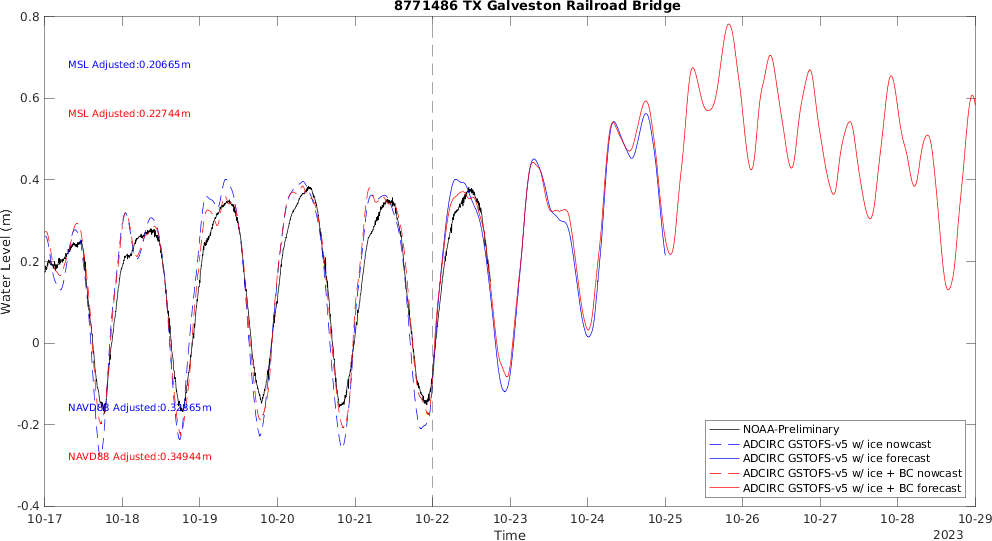 8771486 TX Galveston Railroad Bridge
0.8
0.6
0.4
0.2
0
-0.2
-0.4
Water Level (m)
MSL Adjusted:0.20665m
MSL Adjusted:0.22744m
NAVD88 Adjusted:0.32865m
NAVD88 Adjusted:0.34944m
NOAA-Preliminary
ADCIRC GSTOFS-v5 w/ ice nowcast
ADCIRC GSTOFS-v5 w/ ice forecast
ADCIRC GSTOFS-v5 w/ ice + BC nowcast
ADCIRC GSTOFS-v5 w/ ice + BC forecast
10-17 10-18 10-19 10-20 10-21 10-22 10-23 10-24 10-25 10-26 10-27 10-28 10-29
Time
2023